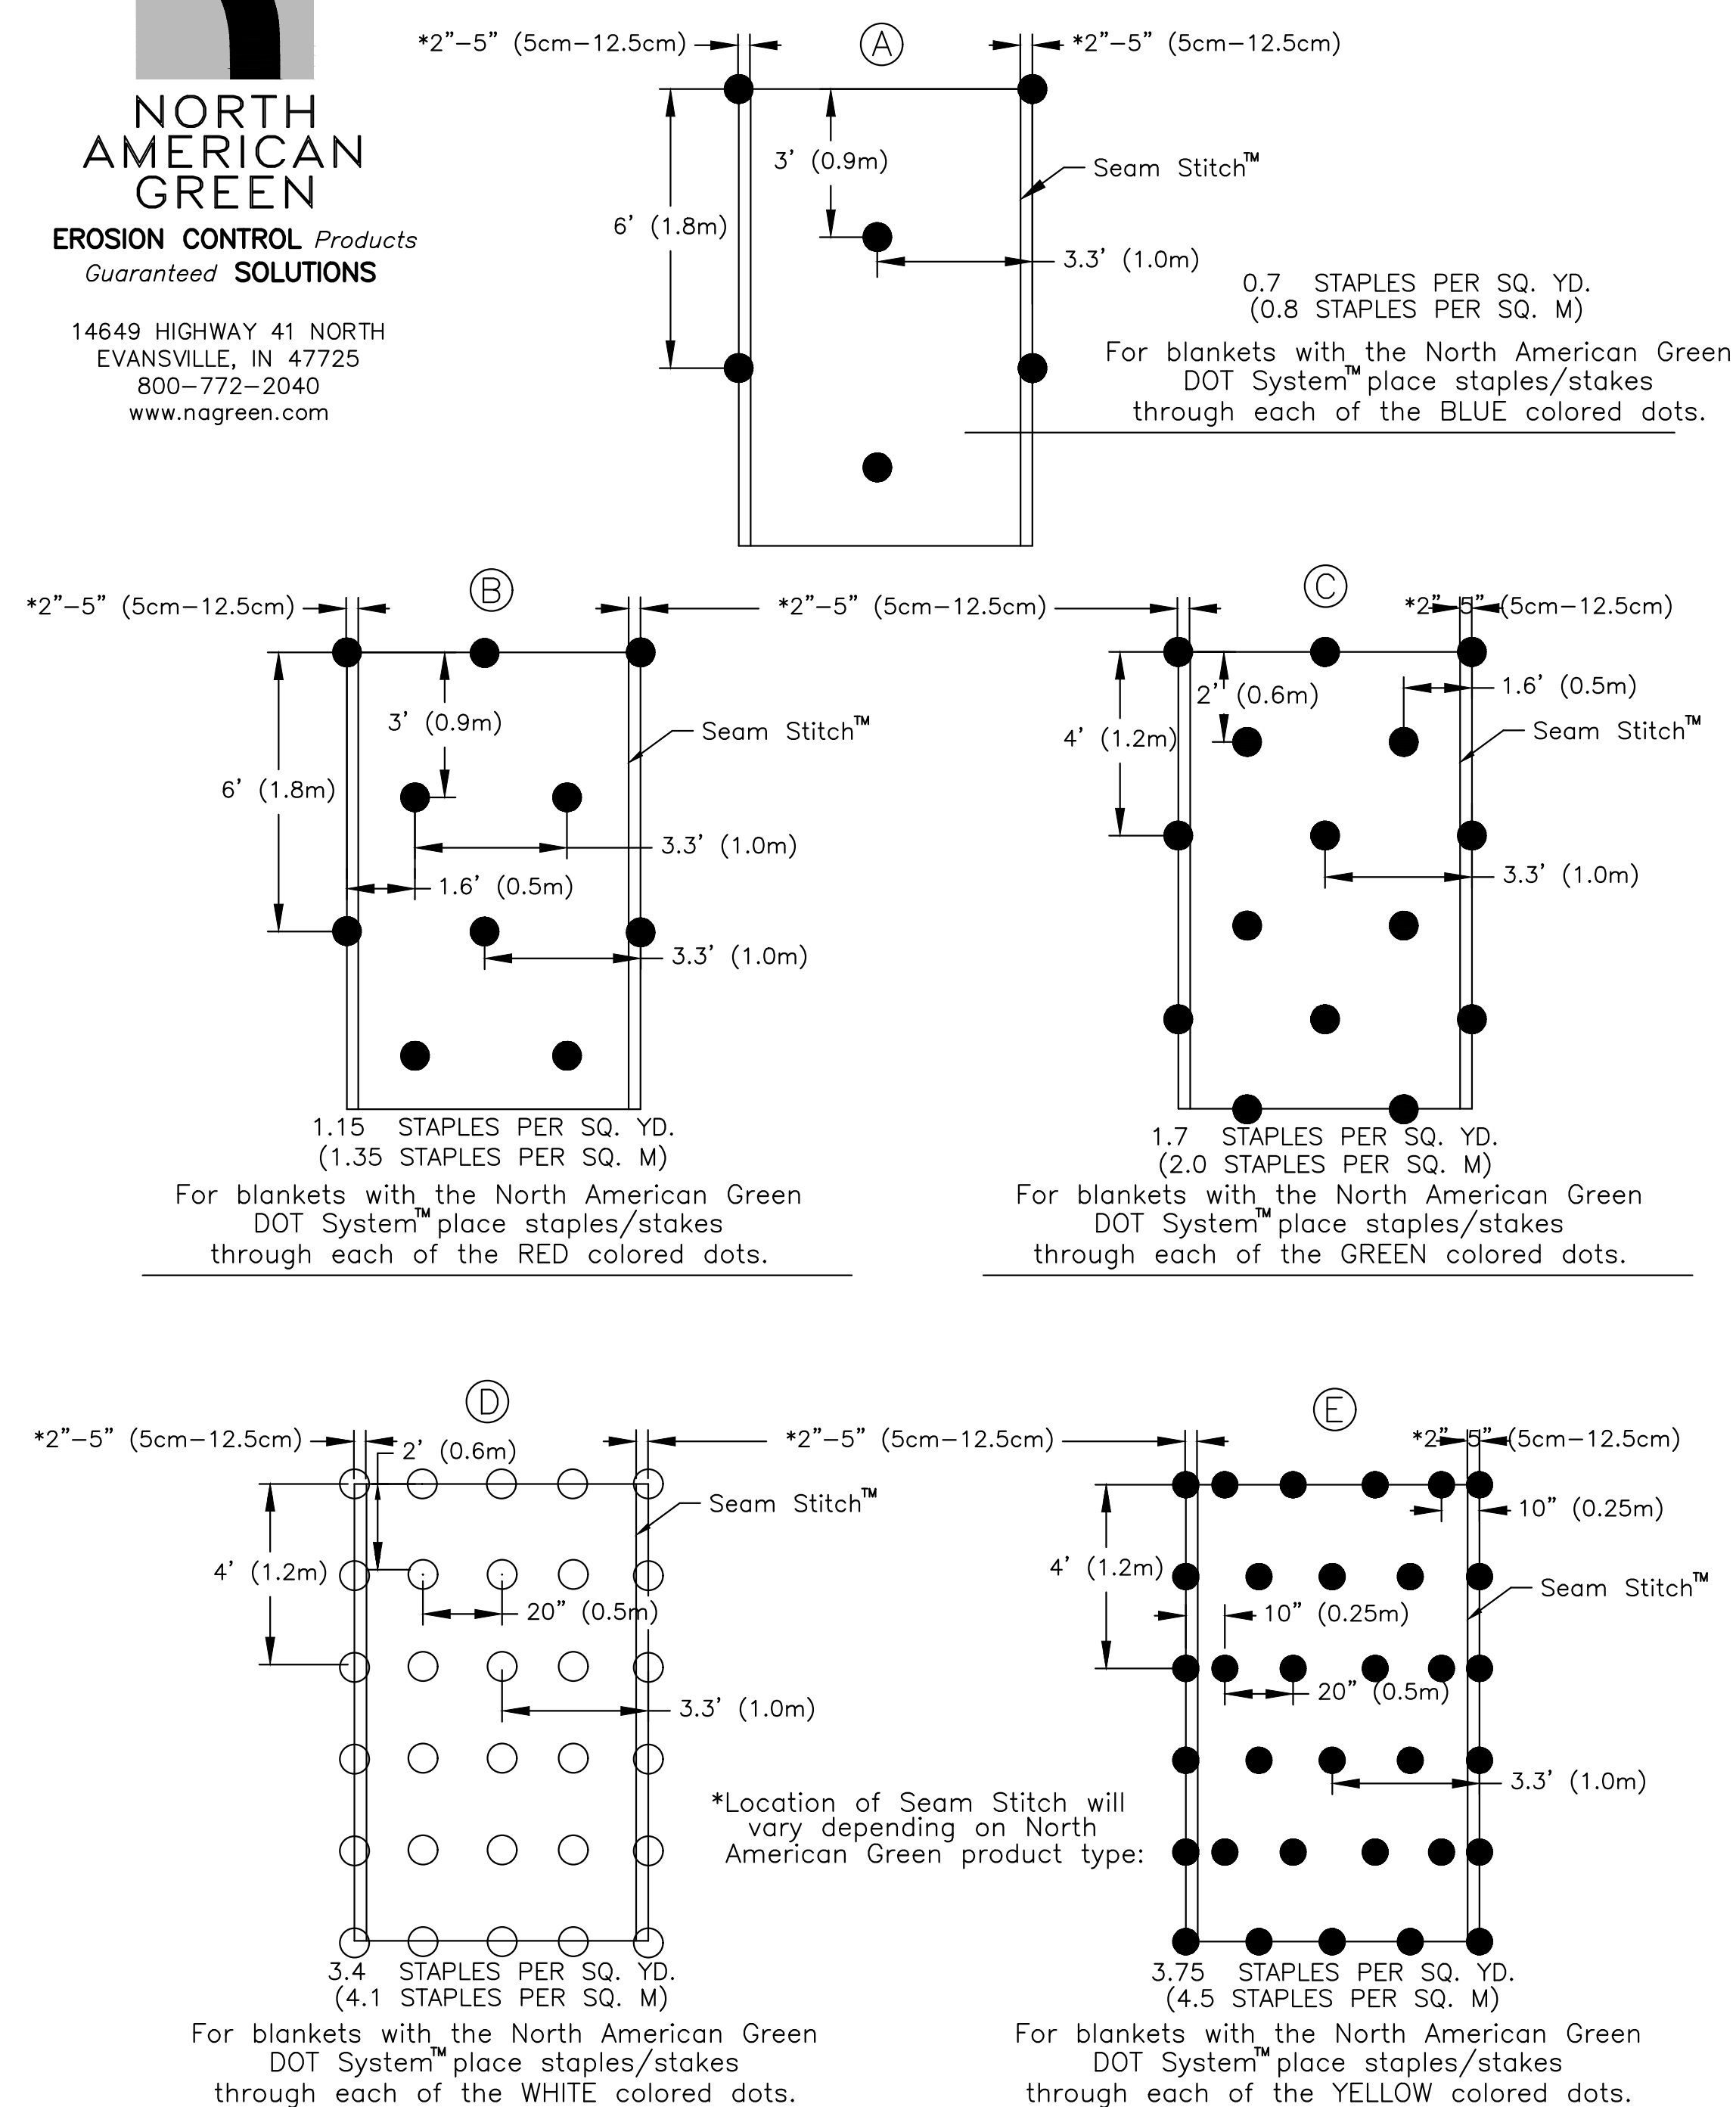 NORTH
AMERICAN
GREEN
EROSION CONTROL Products
Guaranteed SOLUTIONS
14649 HIGHWAY 41 NORTH
EVANSVILLE, IN 47725
800-772-2040
www.nagreen.com
*2"-5" (5cm-12.5cm)
A
*2"-5" (5cm-12.5cm)
3' (0.9m)
Seam Stitch™
6' (1.8m)
3.3' (1.0m)
0.7 STAPLES PER SQ. YD.
(0.8 STAPLES PER SQ. M)
For blankets with the North American Green
DOT System™ place staples/stakes
through each of the BLUE colored dots.
B
*2"-5" (5cm-12.5cm)
*2"-5" (5cm-12.5cm)
3' (0.9m)
Seam Stitch™
6' (1.8m)
3.3' (1.0m)
1.6' (0.5m)
3.3' (1.0m)
1.15 STAPLES PER SQ. YD.
(1.35 STAPLES PER SQ. M)
For blankets with the North American Green
DOT System™ place staples/stakes
through each of the RED colored dots.
C
*2"-5" (5cm-12.5cm)
2' (0.6m)
1.6' (0.5m)
4' (1.2m)
Seam Stitch™
3.3' (1.0m)
1.7 STAPLES PER SQ. YD.
(2.0 STAPLES PER SQ. M)
For blankets with the North American Green
DOT System™ place staples/stakes
through each of the GREEN colored dots.
D
*2"-5" (5cm-12.5cm)
2' (0.6m)
*2"-5" (5cm-12.5cm)
Seam Stitch™
4' (1.2m)
20" (0.5m)
3.3' (1.0m)
3.4 STAPLES PER SQ. YD.
(4.1 STAPLES PER SQ. M)
For blankets with the North American Green
DOT System™ place staples/stakes
through each of the WHITE colored dots.
*Location of Seam Stitch will
vary depending on North
American Green product type:
E
*2"-5" (5cm-12.5cm)
10" (0.25m)
4' (1.2m)
Seam Stitch™
10" (0.25m)
20" (0.5m)
3.3' (1.0m)
3.75 STAPLES PER SQ. YD.
(4.5 STAPLES PER SQ. M)
For blankets with the North American Green
DOT System™ place staples/stakes
through each of the YELLOW colored dots.